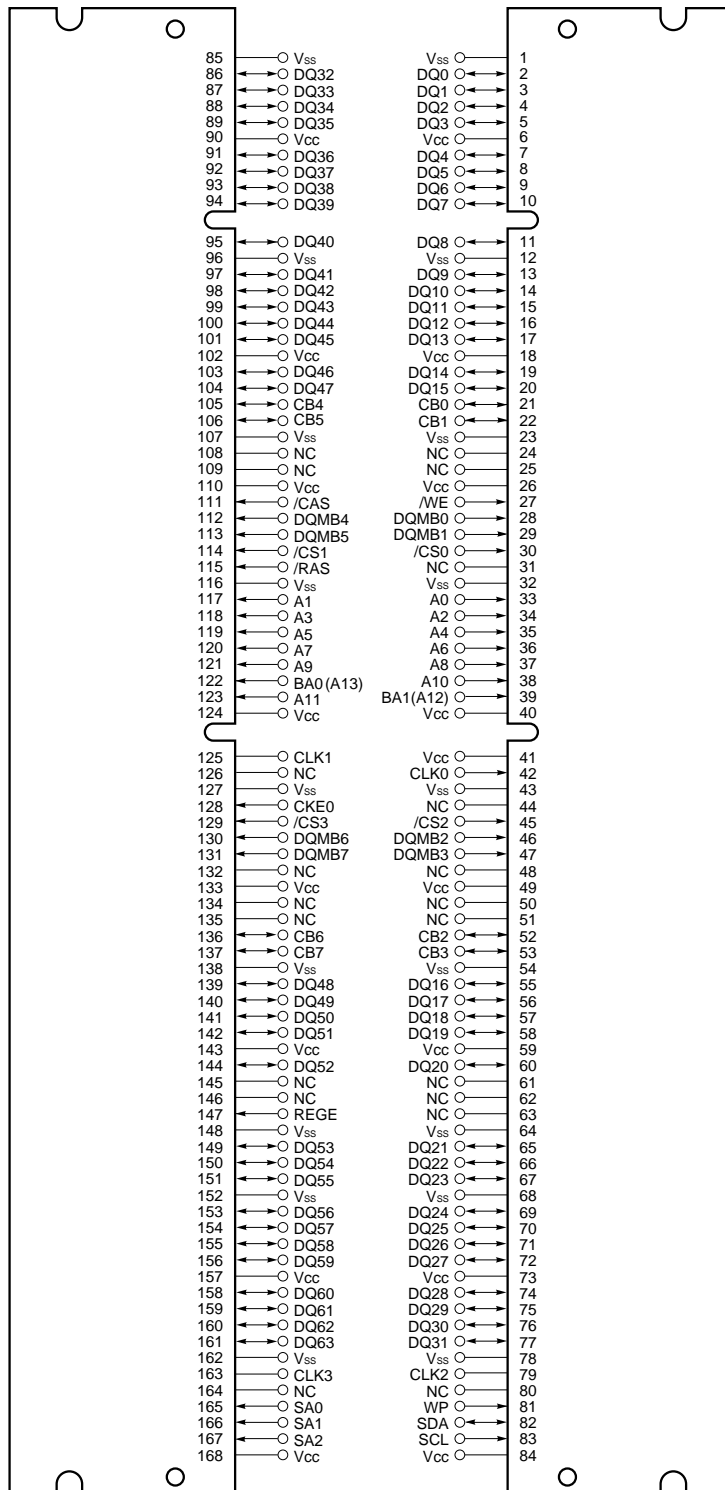 85 Vss Vss 1
86 DQ32 DQ0 2
87 DQ33 DQ1 3
88 DQ34 DQ2 4
89 DQ35 DQ3 5
90 Vcc Vcc 6
91 DQ36 DQ4 7
92 DQ37 DQ5 8
93 DQ38 DQ6 9
94 DQ39 DQ7 10
95 DQ40 DQ8 11
96 Vss Vss 12
97 DQ41 DQ9 13
98 DQ42 DQ10 14
99 DQ43 DQ11 15
100 DQ44 DQ12 16
101 DQ45 DQ13 17
102 Vcc Vcc 18
103 DQ46 DQ14 19
104 DQ47 DQ15 20
105 CB4 CB0 21
106 CB5 CB1 22
107 Vss Vss 23
108 NC NC 24
109 NC NC 25
110 Vcc Vcc 26
111 /CAS /WE 27
112 DQMB4 DQMB0 28
113 DQMB5 DQMB1 29
114 /CS1 /CS0 30
115 /RAS NC 31
116 Vss Vss 32
117 A1 A0 33
118 A3 A2 34
119 A5 A4 35
120 A7 A6 36
121 A9 A8 37
122 BA0 (A13) A10 38
123 A11 BA1(A12) 39
124 Vcc Vcc 40
125 CLK1 Vcc 41
126 NC CLK0 42
127 Vss Vss 43
128 CKE0 NC 44
129 /CS3 /CS2 45
130 DQMB6 DQMB2 46
131 DQMB7 DQMB3 47
132 NC NC 48
133 Vcc Vcc 49
134 NC NC 50
135 NC NC 51
136 CB6 CB2 52
137 CB7 CB3 53
138 Vss Vss 54
139 DQ48 DQ16 55
140 DQ49 DQ17 56
141 DQ50 DQ18 57
142 DQ51 DQ19 58
143 Vcc Vcc 59
144 DQ52 DQ20 60
145 NC NC 61
146 NC NC 62
147 REGE NC 63
148 Vss Vss 64
149 DQ53 DQ21 65
150 DQ54 DQ22 66
151 DQ55 DQ23 67
152 Vss Vss 68
153 DQ56 DQ24 69
154 DQ57 DQ25 70
155 DQ58 DQ26 71
156 DQ59 DQ27 72
157 Vcc Vcc 73
158 DQ60 DQ28 74
159 DQ61 DQ29 75
160 DQ62 DQ30 76
161 DQ63 DQ31 77
162 Vss Vss 78
163 CLK3 CLK2 79
164 NC NC 80
165 SA0 WP 81
166 SA1 SDA 82
167 SA2 SCL 83
168 Vcc Vcc 84